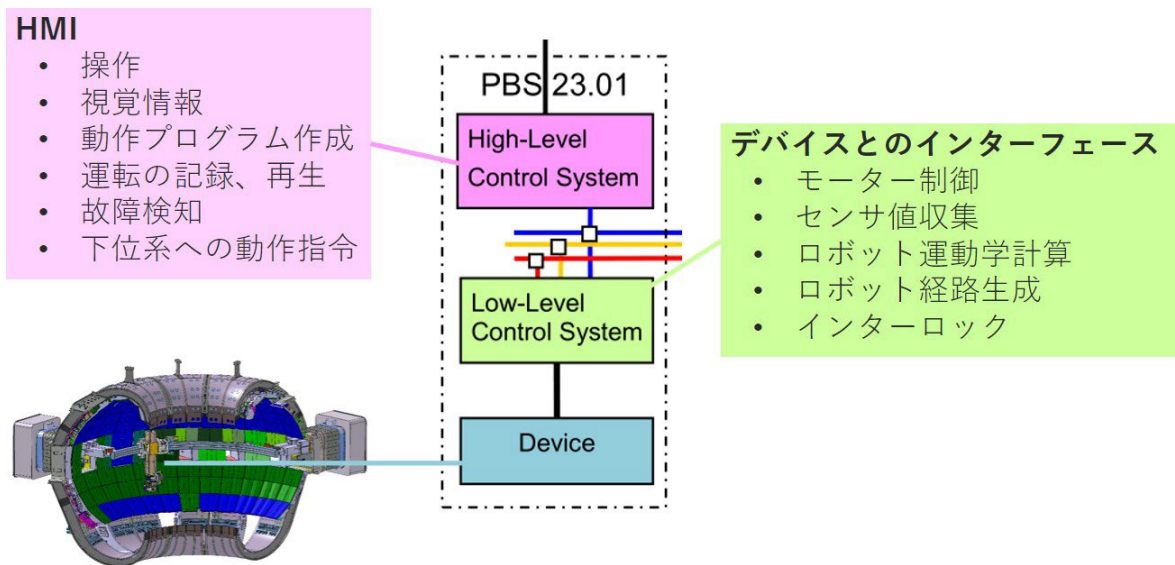 HMI
• 操作
• 視覚情報
• 動作プログラム作成
• 運転の記録、再生
• 故障検知
• 下位系への動作指令
PBS 23.01
High-Level
Control System
デバイスとのインターフェース
• モーター制御
• センサ値収集
• ロボット運動学計算
• ロボット経路生成
• インターロック
Low-Level
Control System
Device